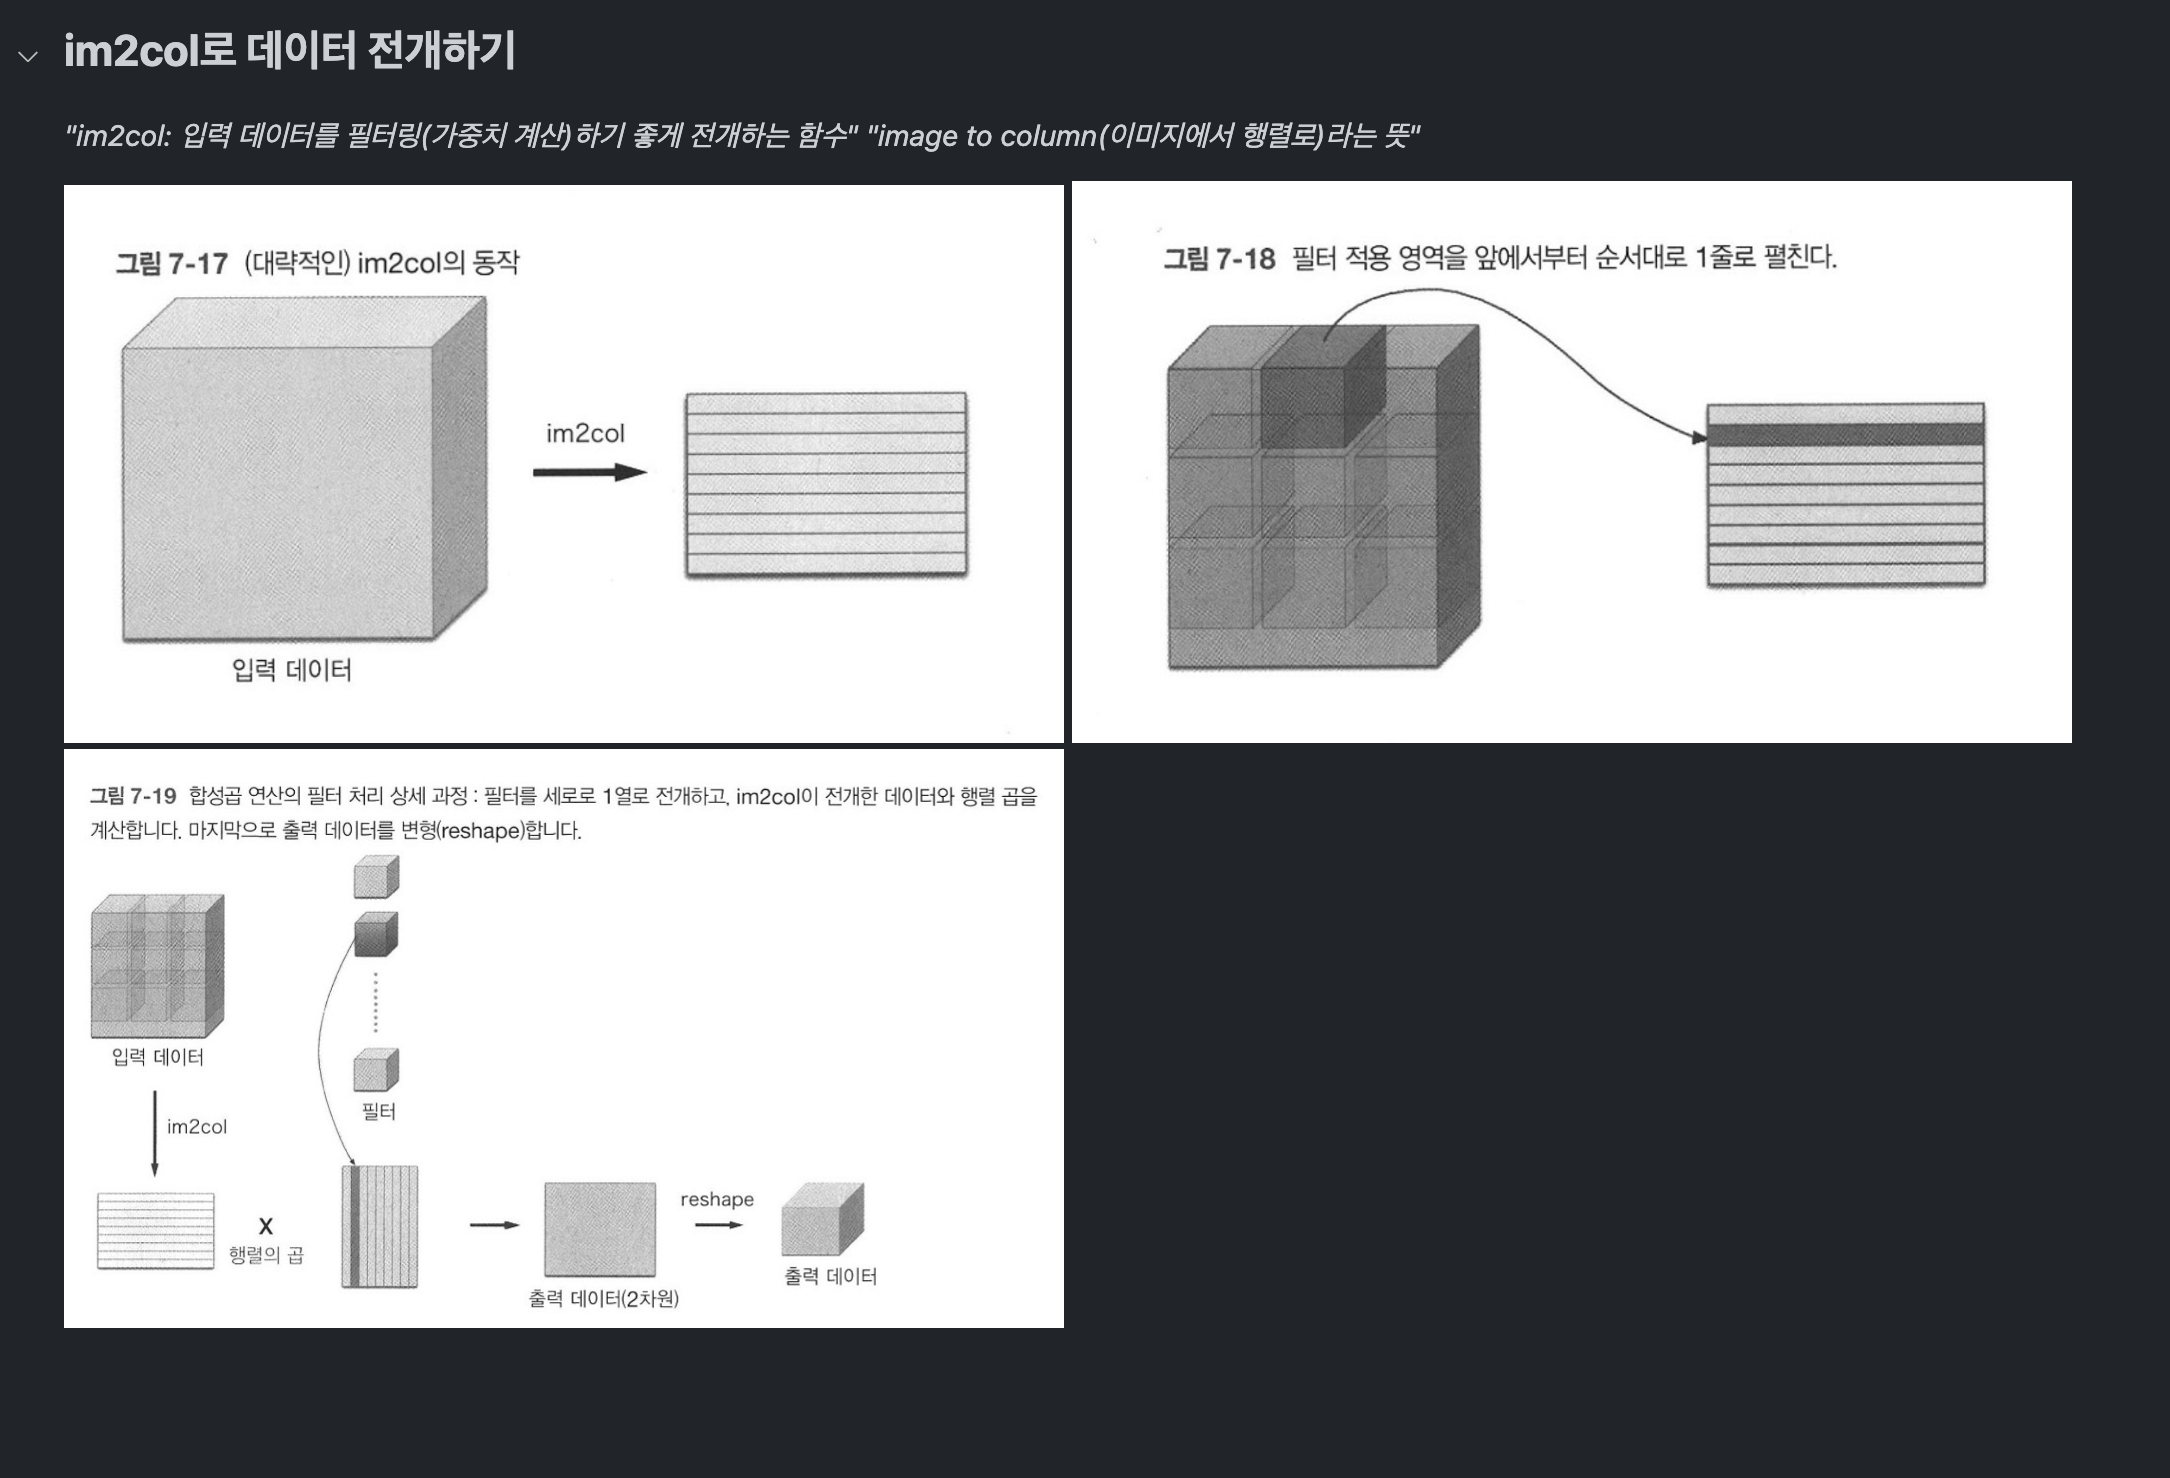 im2col로 데이터 전개하기
"im2col: 입력 데이터를 필터링(가중치 계산)하기 좋게 전개하는 함수" "image to column(이미지에서 행렬로)라는 뜻"
그림 7-17 (대략적인) im2col의 동작
im2col
입력 데이터
그림 7-18 필터 적용 영역을 앞에서부터 순서대로 1줄로 펼친다.
그림 7-19 합성곱 연산의 필터 처리 상세 과정 : 필터를 세로로 1열로 전개하고, im2col이 전개한 데이터와 행렬 곱을
계산합니다. 마지막으로 출력 데이터를 변형(reshape)합니다.
입력 데이터
필터
im2col
X
행렬의 곱
출력 데이터(2차원)
reshape
출력 데이터